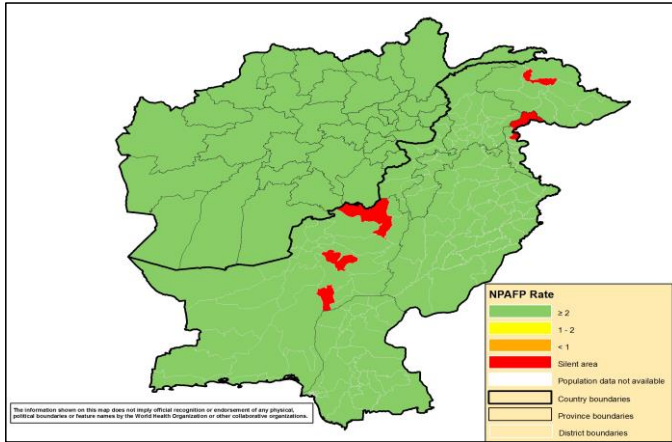 NPAFP Rate
≥ 2
1 - 2
< 1
Silent area
Population data not available
Country boundaries
Province boundaries
District boundaries
The information shown on this map does not imply official recognition or endorsement of any physical,
political boundaries or feature names by the World Health Organization or other collaborative organizations.